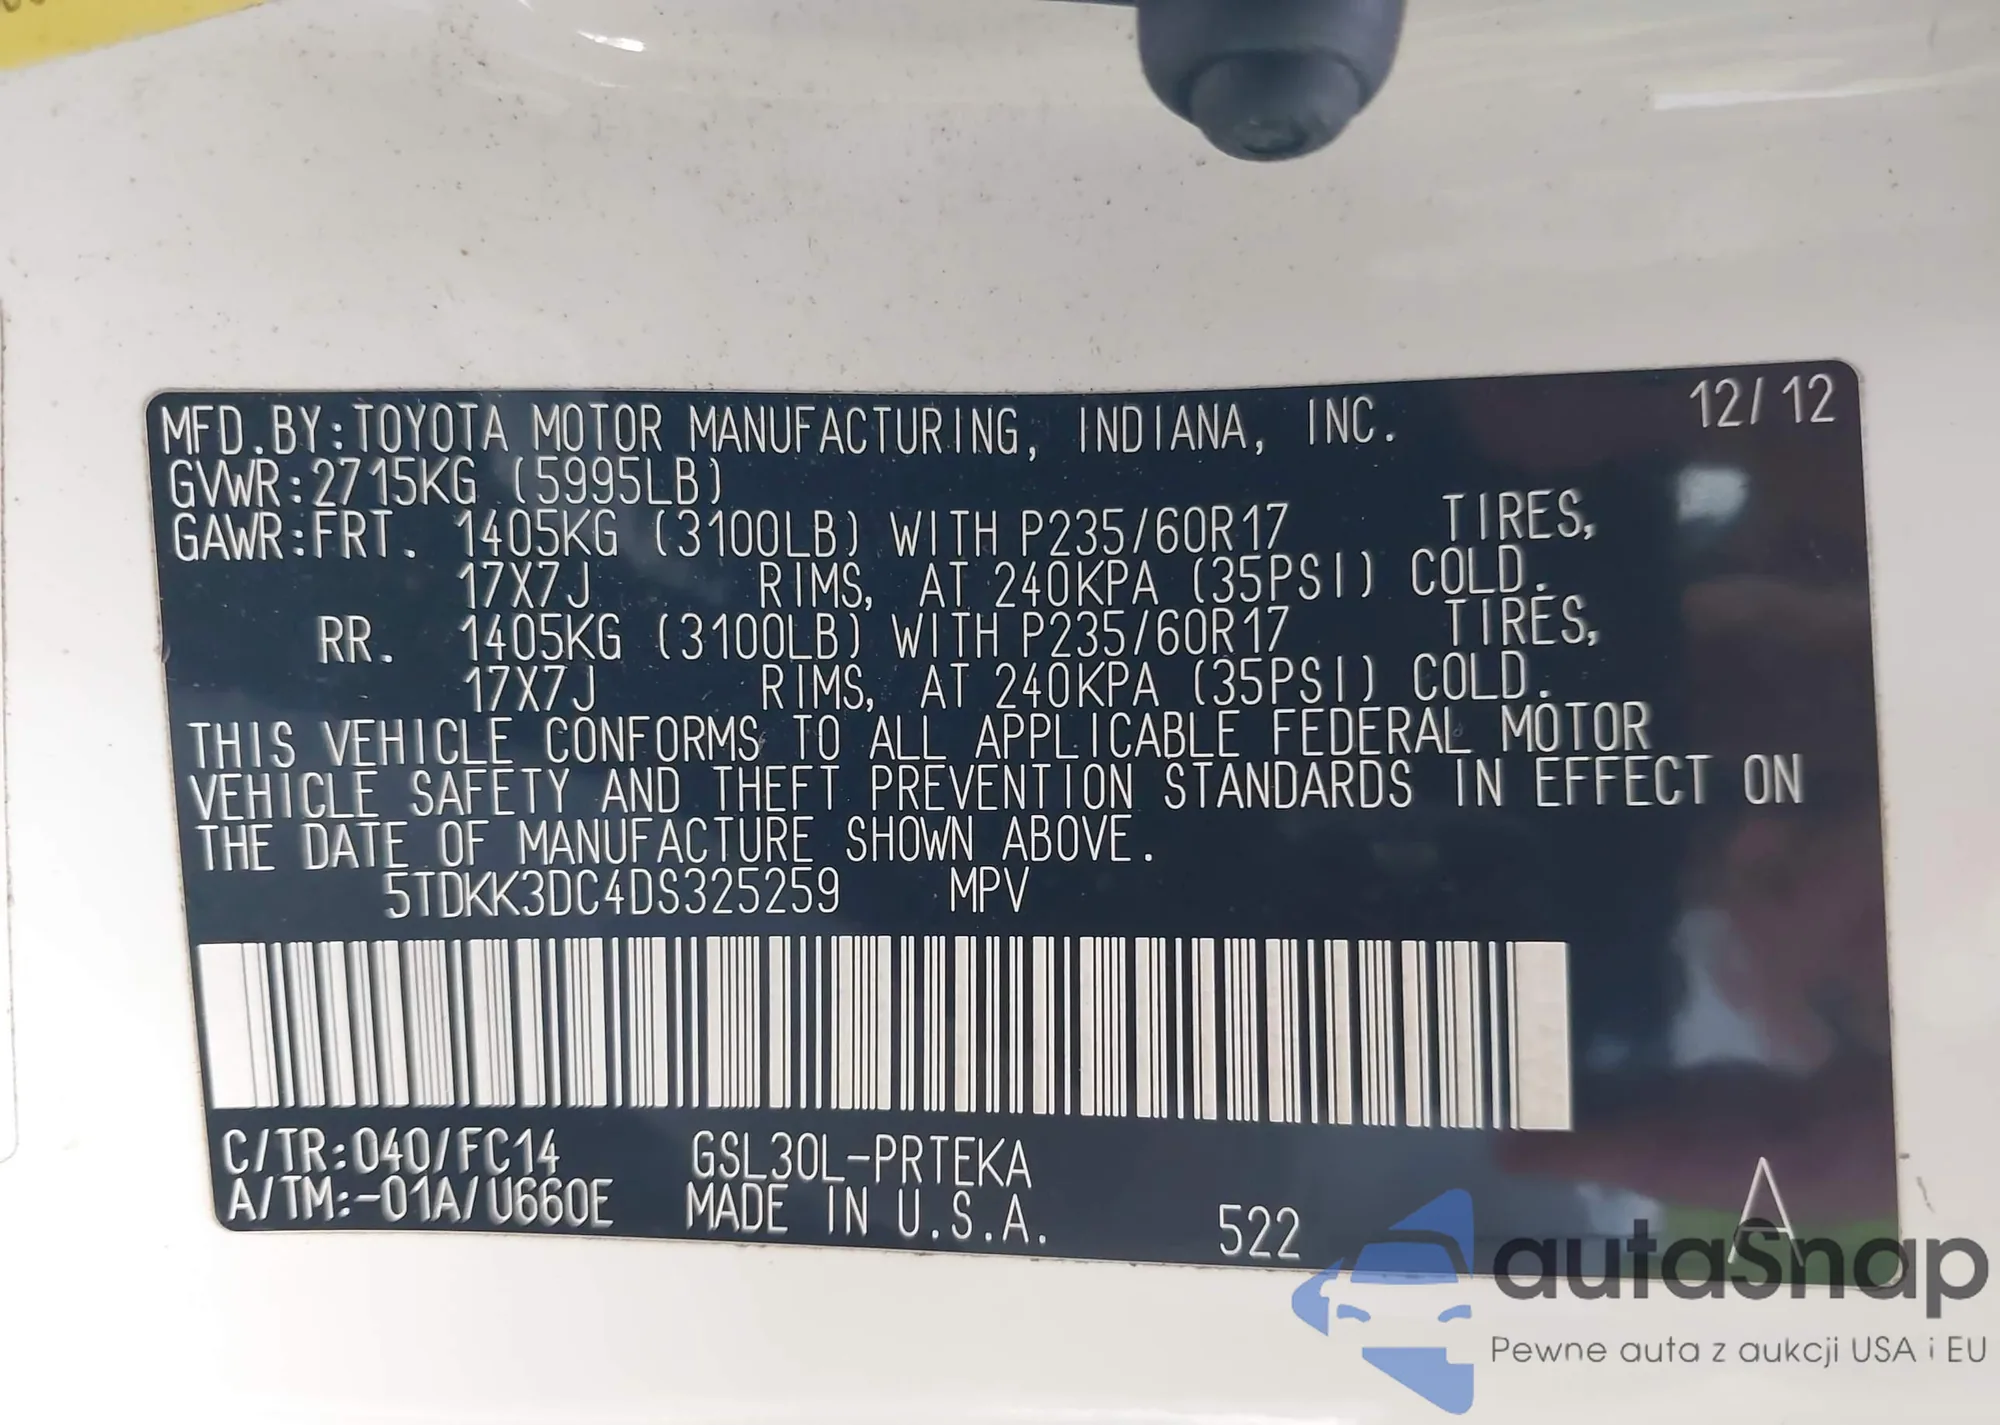 MFD.BY:TOYOTA MOTOR MANUFACTURING, INDIANA, INC. 12/12
GVWR:2715KG (5995LB)
GAWR:FRT. 1405KG (3100LB) WITH P235/60R17 TIRES,
17X7J RIMS, AT 240KPA (35PSI) COLD.
RR. 1405KG (3100LB) WITH P235/60R17 TIRES,
17X7J RIMS, AT 240KPA (35PSI) COLD.
THIS VEHICLE CONFORMS TO ALL APPLICABLE FEDERAL MOTOR
VEHICLE SAFETY AND THEFT PREVENTION STANDARDS IN EFFECT ON
THE DATE OF MANUFACTURE SHOWN ABOVE.
5TDKK3DC4DS325259 MPV
C/TR:040/FC14 GSL30L-PRTEKA
A/TM:-01A/U660E MADE IN U.S.A. 522 A
autaSnap
Pewne auta z aukcji USA i EU